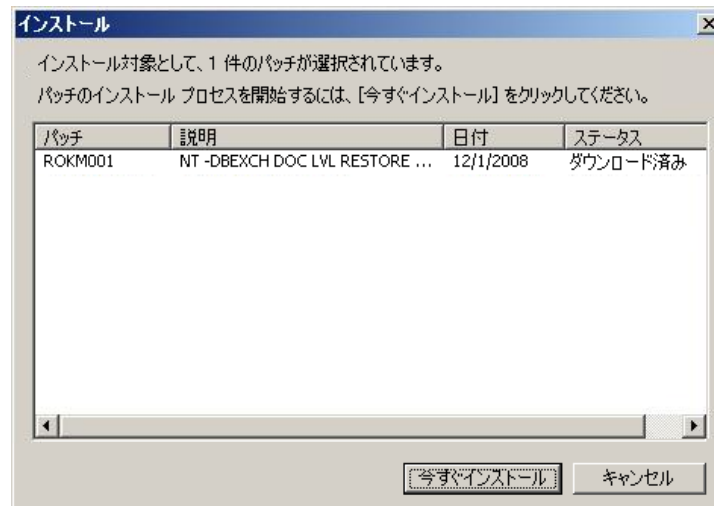 インストール
インストール対象として、1 件のパッチが選択されています。
パッチのインストール プロセスを開始するには、[今すぐインストール] をクリックしてください。
パッチ 説明 日付 ステータス
ROKM001 NT -DBEXCH DOC LVL RESTORE ... 12/1/2008 ダウンロード済み
今すぐインストール キャンセル